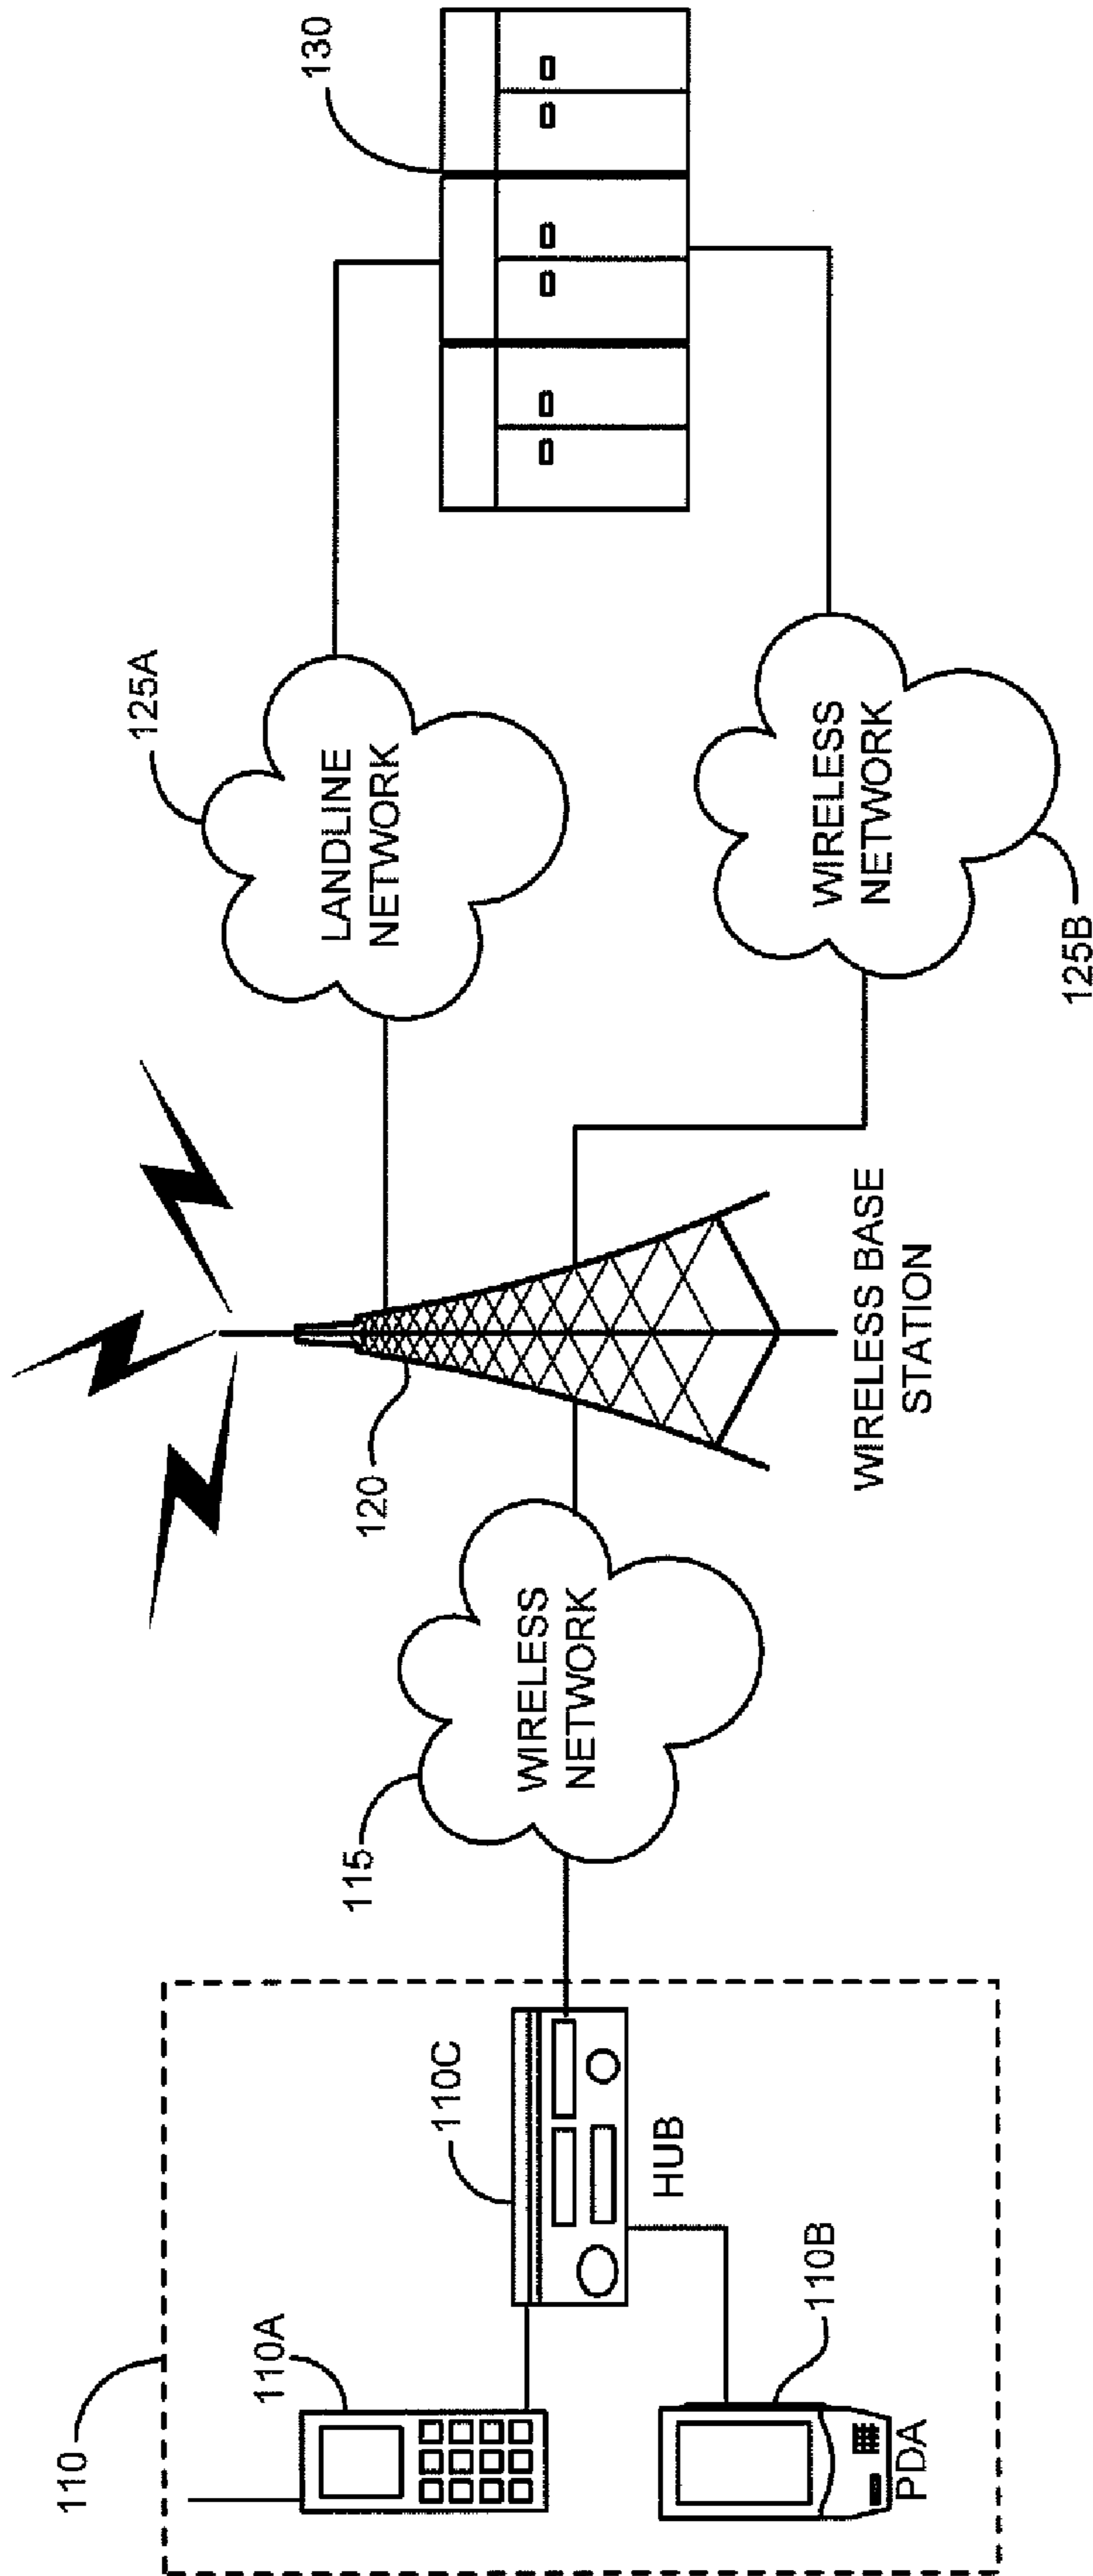 110
110A
110B
PDA
110C
HUB
115
WIRELESS
NETWORK
120
WIRELESS BASE
STATION
125A
LANDLINE
NETWORK
WIRELESS
NETWORK
125B
130